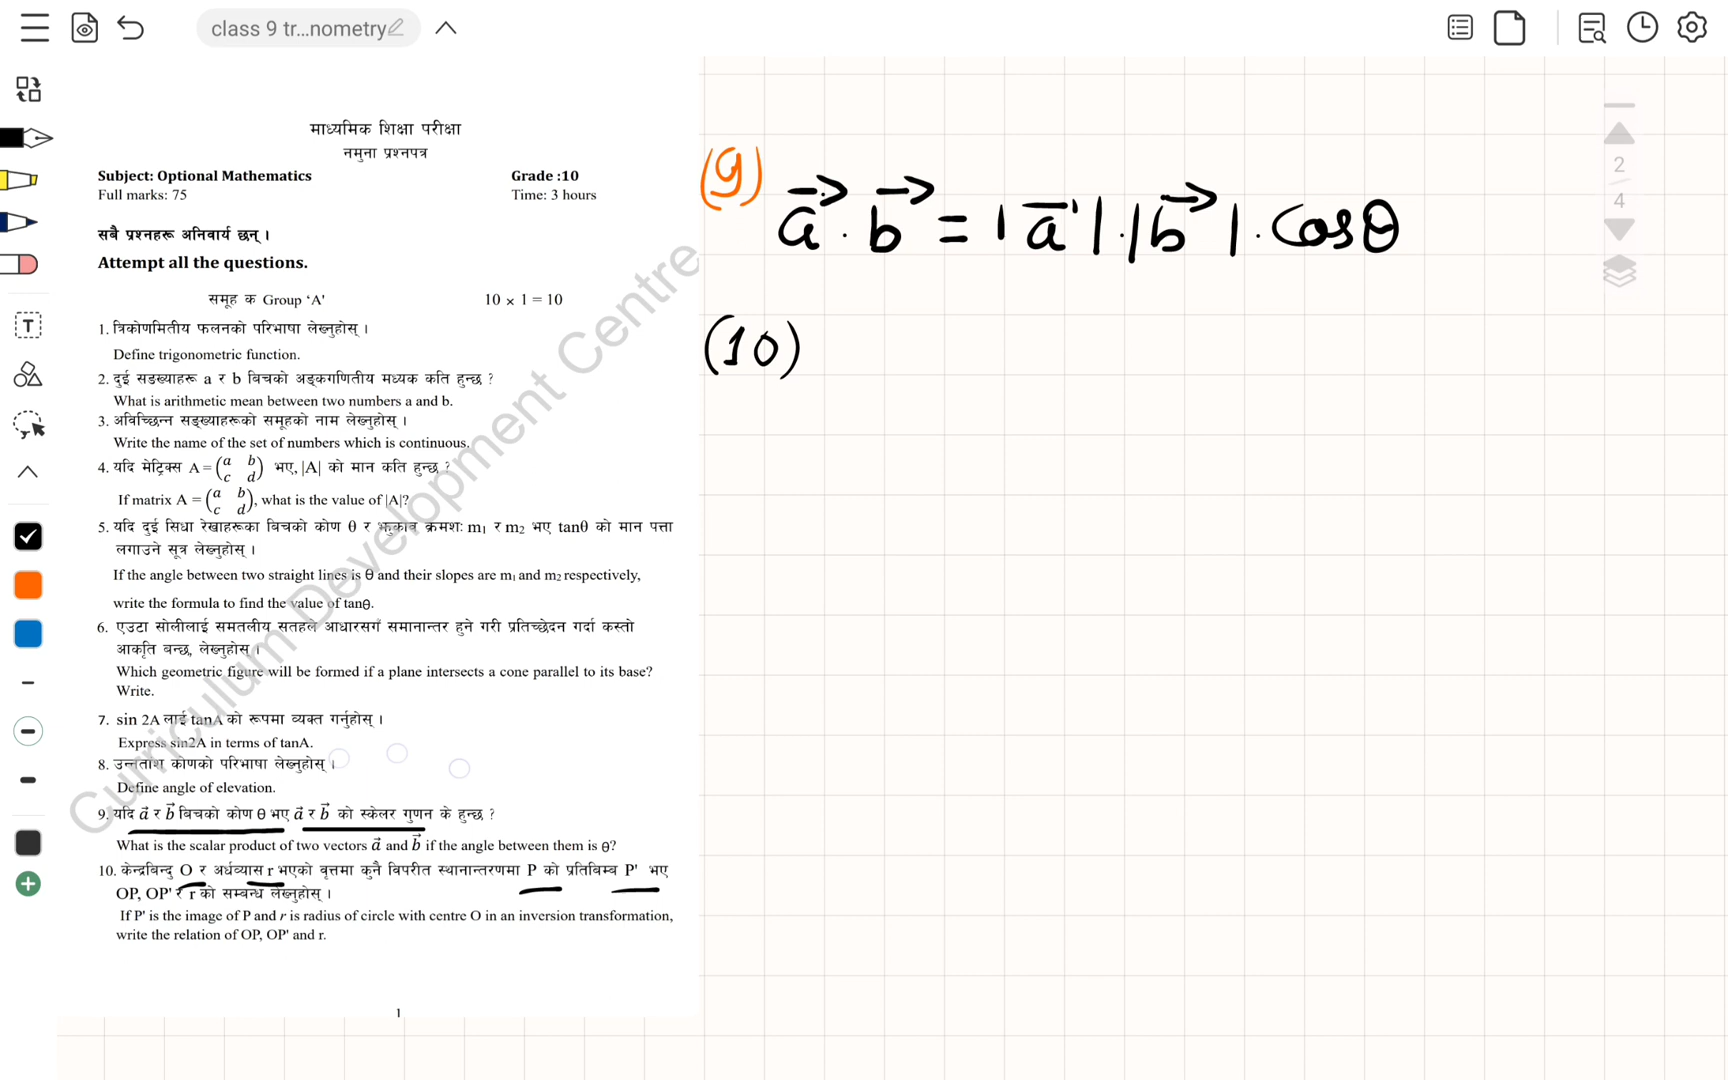 class 9 tr...nometry
माध्यमिक शिक्षा परीक्षा
नमुना प्रश्नपत्र
Subject: Optional Mathematics Grade :10
Full marks: 75 Time: 3 hours
सबै प्रश्नहरू अनिवार्य छन् ।
Attempt all the questions.
समूह क Group ‘A' 10 × 1 = 10
1. त्रिकोणमितीय फलनको परिभाषा लेख्नुहोस् ।
Define trigonometric function.
2. दुई सङख्याहरू a र b बिचको अङ्कगणितीय मध्यक कति हुन्छ ?
What is arithmetic mean between two numbers a and b.
3. अविच्छिन्न सङ्ख्याहरूको समूहको नाम लेख्नुहोस् ।
Write the name of the set of numbers which is continuous.
4. यदि मेट्रिक्स A = (a b c d) भए, |A| को मान कति हुन्छ ?
If matrix A = (a b c d), what is the value of |A|?
5. यदि दुई सिधा रेखाहरूका बिचको कोण θ र झुकाव क्रमशः m₁ र m₂ भए tanθ को मान पत्ता
लगाउने सूत्र लेख्नुहोस् ।
If the angle between two straight lines is θ and their slopes are m₁ and m₂ respectively,
write the formula to find the value of tanθ.
6. एउटा सोलीलाई समतलीय सतहले आधारसगँ समानान्तर हुने गरी प्रतिच्छेदन गर्दा कस्तो
आकृति बन्छ, लेख्नुहोस् ।
Which geometric figure will be formed if a plane intersects a cone parallel to its base?
Write.
7. sin 2A लाई tanA को रूपमा व्यक्त गर्नुहोस् ।
Express sin2A in terms of tanA.
8. उन्नतांश कोणको परिभाषा लेख्नुहोस् ।
Define angle of elevation.
9. यदि a⃗ र b⃗ बिचको कोण θ भए a⃗ र b⃗ को स्केलर गुणन के हुन्छ ?
What is the scalar product of two vectors a⃗ and b⃗ if the angle between them is θ?
10. केन्द्रबिन्दु O र अर्धव्यास r भएको वृत्तमा कुनै विपरीत स्थानान्तरणमा P को प्रतिबिम्ब P' भए
OP, OP' र r को सम्बन्ध लेख्नुहोस् ।
If P' is the image of P and r is radius of circle with centre O in an inversion transformation,
write the relation of OP, OP' and r.
1
Curriculum Development Centre
(9)
a⃗ . b⃗ = |a⃗| . |b⃗| . cosθ
(10)
2
4
T